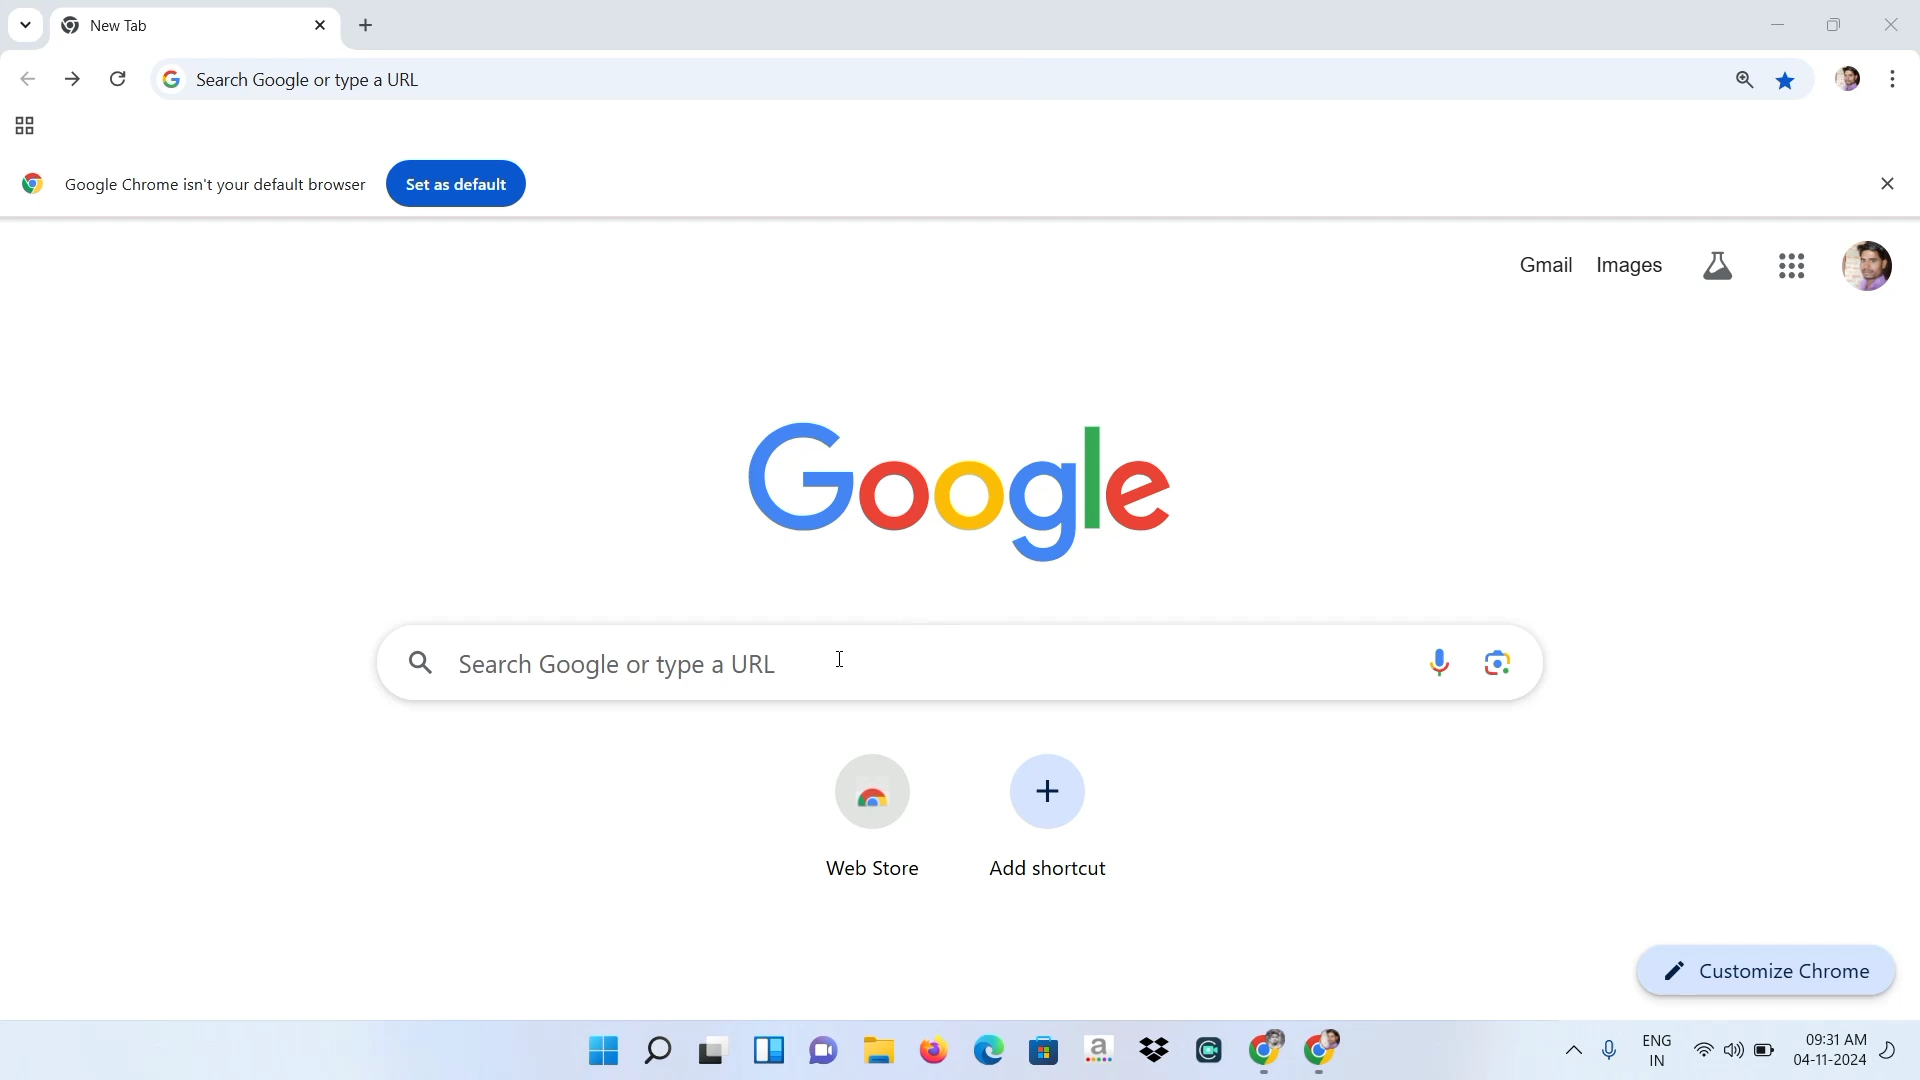 New Tab
Search Google or type a URL
Google Chrome isn't your default browser
Set as default
Gmail Images
Google
Search Google or type a URL
Web Store
Add shortcut
Customize Chrome
a
ENG
IN
09:31 AM
04-11-2024